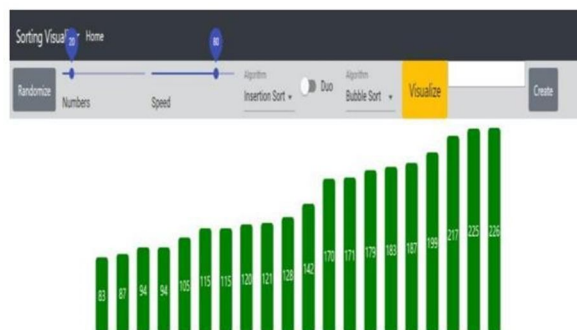 Sorting Visualizer Home
20 80
Randomize
Numbers
Speed
Algorithm
Insertion Sort
Duo
Algorithm
Bubble Sort
Visualize
Create
83 87 94 94 105 115 115 120 121 128 142 170 171 179 183 187 199 217 225 226